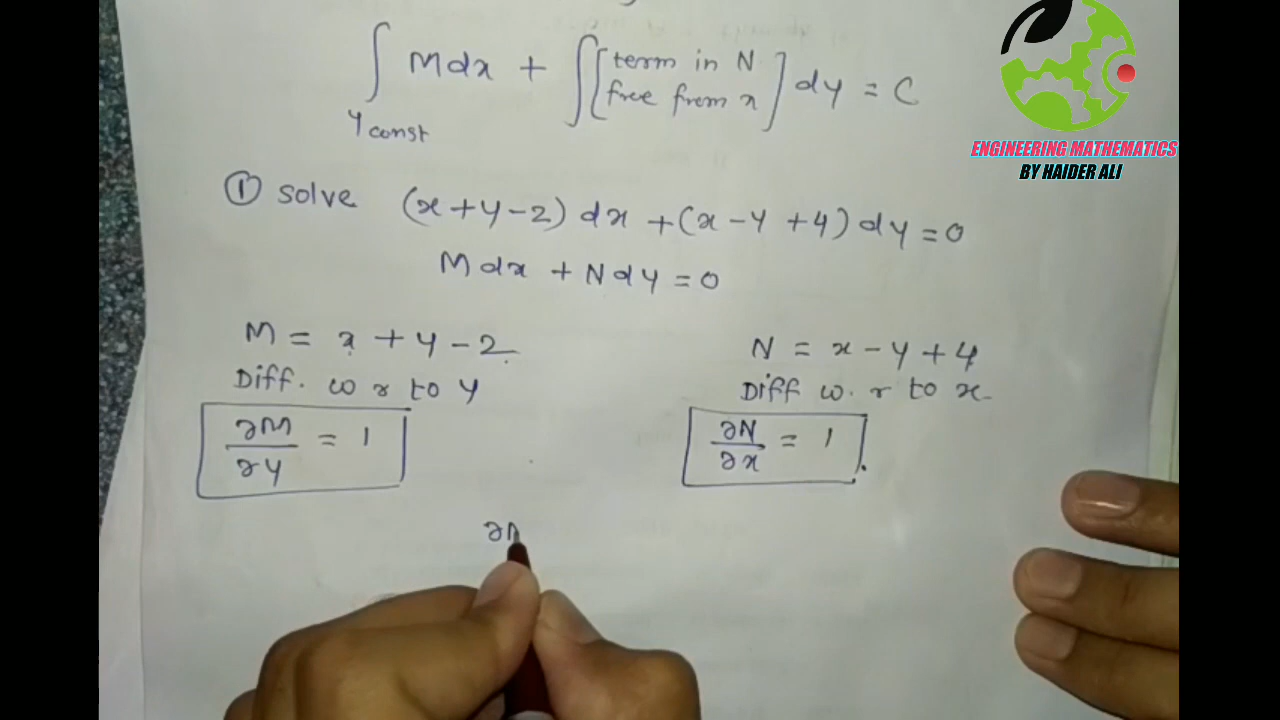 ∫ M dx + ∫[term in N
free from x] dy = C
y const
ENGINEERING MATHEMATICS
BY HAIDER ALI
① solve (x+y-2) dx + (x-y+4) dy = 0
M dx + N dy = 0
M = x + y - 2
N = x - y + 4
Diff. w r to y
Diff w. r to x
∂M/∂y = 1
∂N/∂x = 1